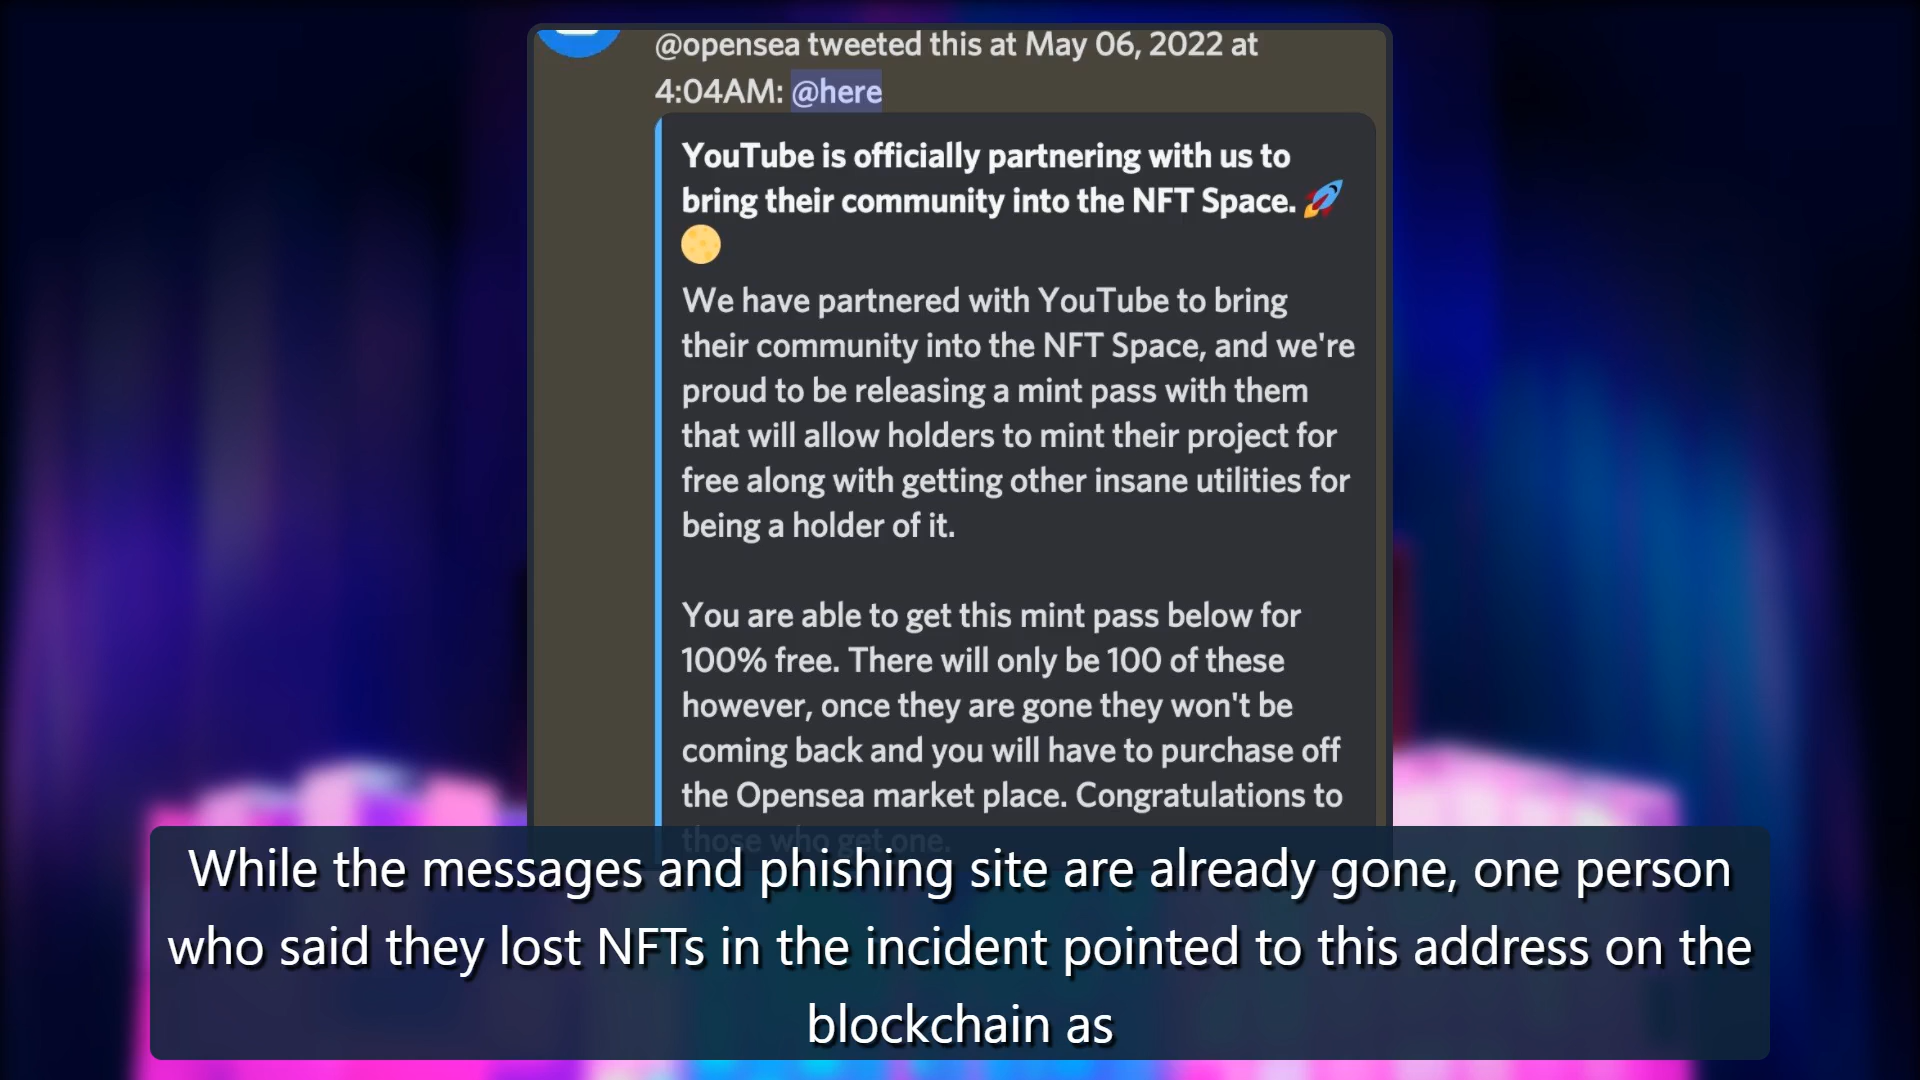 @opensea tweeted this at May 06, 2022 at
4:04AM: @here
YouTube is officially partnering with us to
bring their community into the NFT Space. 🚀
🌕
We have partnered with YouTube to bring
their community into the NFT Space, and we're
proud to be releasing a mint pass with them
that will allow holders to mint their project for
free along with getting other insane utilities for
being a holder of it.
You are able to get this mint pass below for
100% free. There will only be 100 of these
however, once they are gone they won't be
coming back and you will have to purchase off
the Opensea market place. Congratulations to
those who get one.
While the messages and phishing site are already gone, one person
who said they lost NFTs in the incident pointed to this address on the
blockchain as